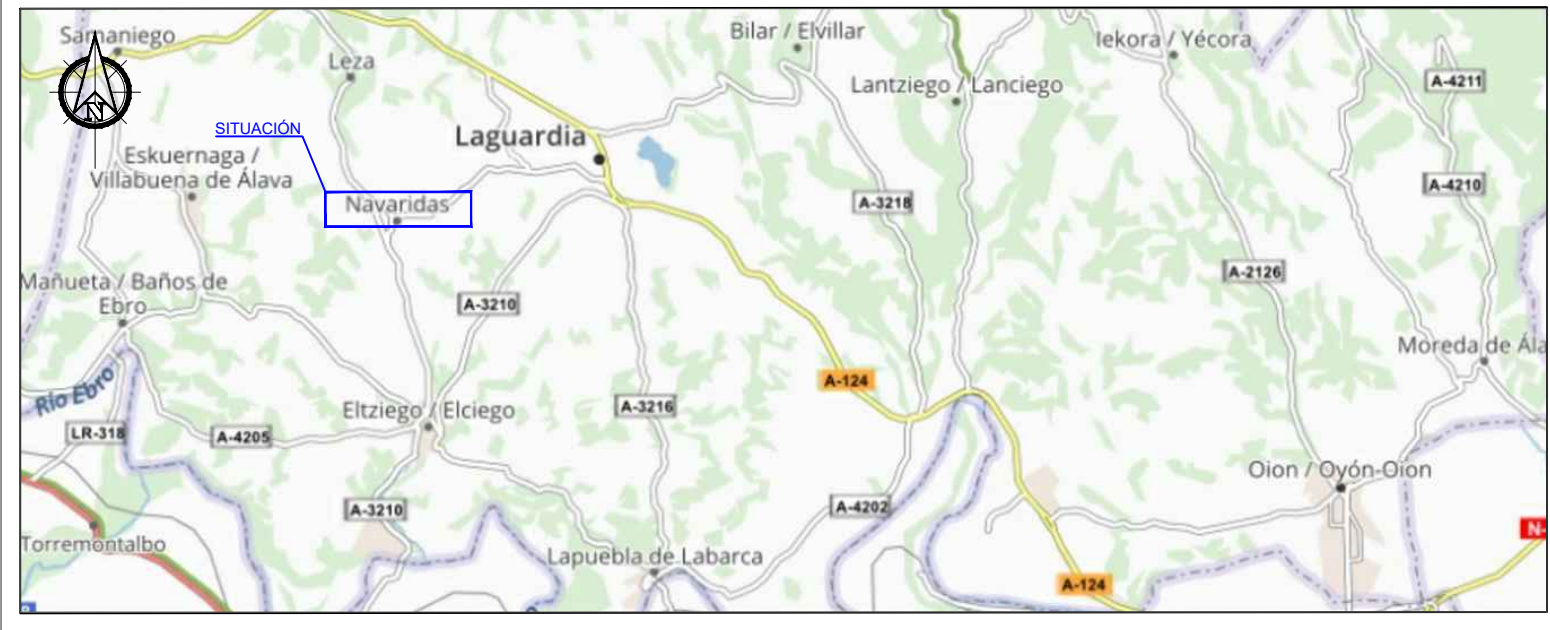 Samaniego
Bilar / Elvillar
Iekora / Yécora
Leza
A-4211
Lantziego / Lanciego
N
SITUACIÓN
Laguardia
Eskuernaga /
Villabuena de Álava
A-4210
Navaridas
A-3218
A-2126
Mañueta / Baños de
Ebro
A-3210
Moreda de Ála
Río Ebro
A-124
A-3216
Eltziego / Elciego
LR-318
A-4205
Oion / Oyón-Oion
A-3210
A-4202
N-
Torremontalbo
Lapuebla de Labarca
A-124